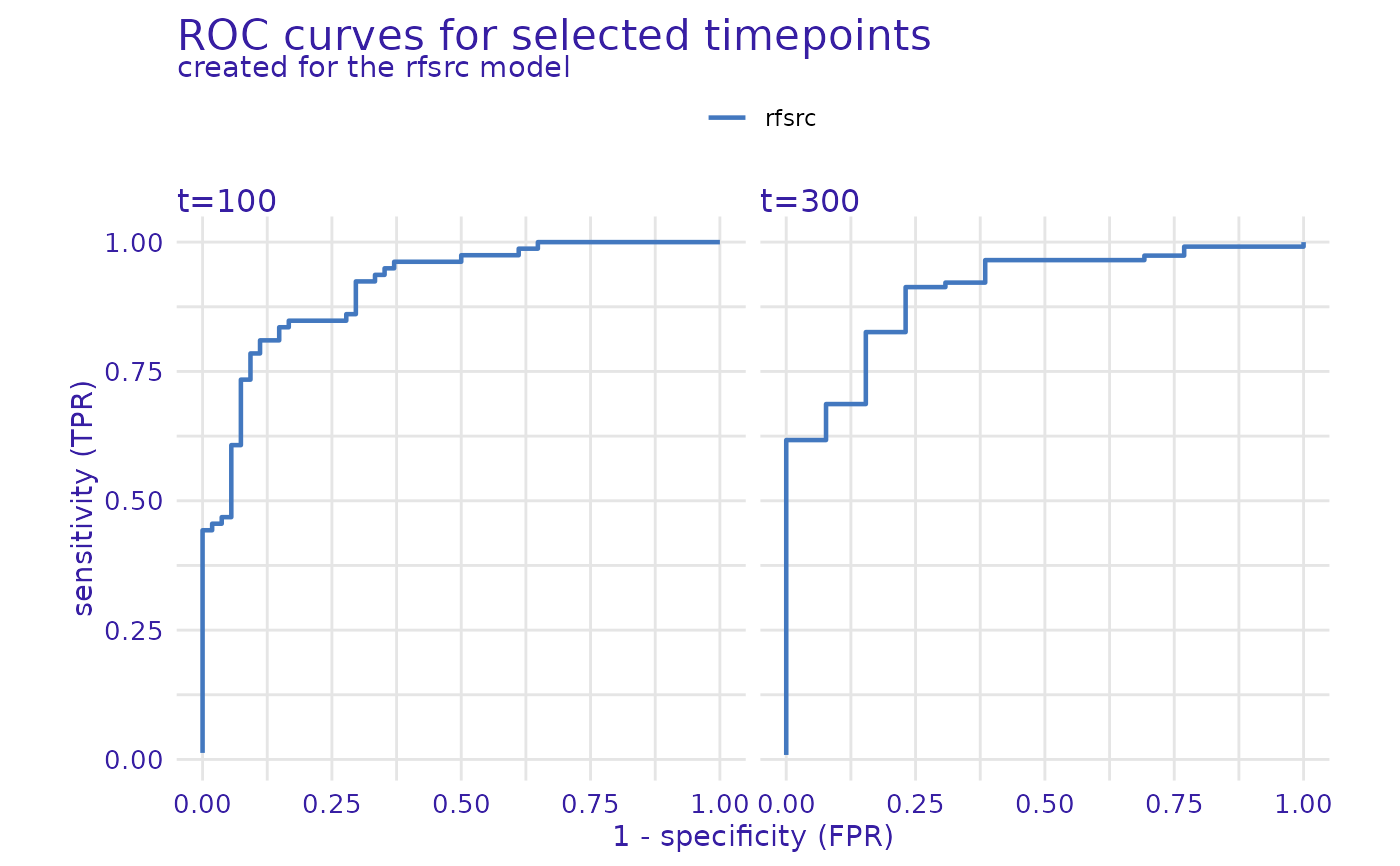 ROC curves for selected timepoints
created for the rfsrc model
rfsrc
t=100
t=300
sensitivity (TPR)
1.00
0.75
0.50
0.25
0.00
0.00 0.25 0.50 0.75 1.00 0.00 0.25 0.50 0.75 1.00
1 - specificity (FPR)